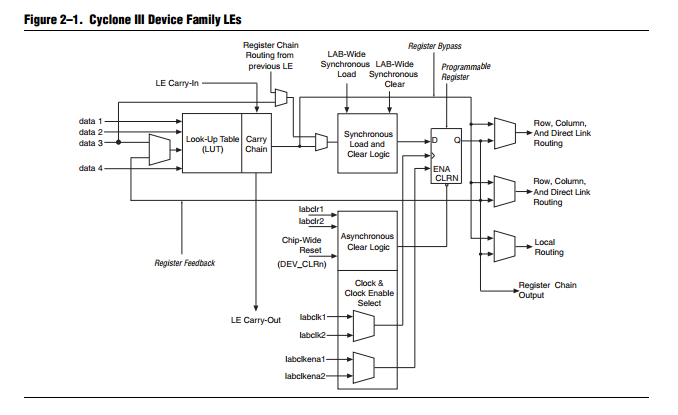 Figure 2–1. Cyclone III Device Family LEs
Register Chain
Routing from
previous LE
LAB-Wide
Synchronous
Load
LAB-Wide
Synchronous
Clear
Register Bypass
Programmable
Register
LE Carry-In
data 1
data 2
data 3
data 4
Look-Up Table
(LUT)
Carry
Chain
Synchronous
Load and
Clear Logic
D
Q
ENA
CLRN
Row, Column,
And Direct Link
Routing
Row, Column,
And Direct Link
Routing
Local
Routing
Register Chain
Output
Register Feedback
labclr1
labclr2
Chip-Wide
Reset
(DEV_CLRn)
Asynchronous
Clear Logic
Clock &
Clock Enable
Select
LE Carry-Out
labclk1
labclk2
labclkena1
labclkena2